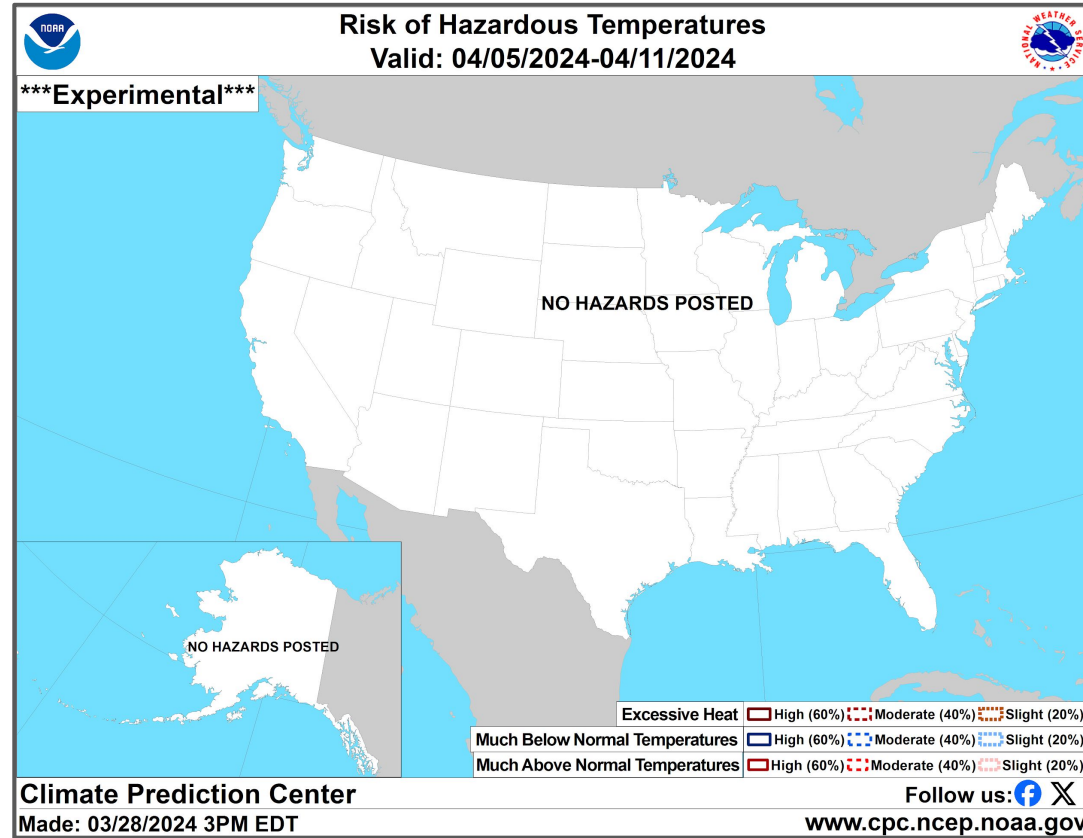 NOAA
Risk of Hazardous Temperatures
Valid: 04/05/2024-04/11/2024
NATIONAL WEATHER SERVICE
***Experimental***
NO HAZARDS POSTED
NO HAZARDS POSTED
Excessive Heat High (60%) Moderate (40%) Slight (20%)
Much Below Normal Temperatures High (60%) Moderate (40%) Slight (20%)
Much Above Normal Temperatures High (60%) Moderate (40%) Slight (20%)
Climate Prediction Center
Follow us:
Made: 03/28/2024 3PM EDT
www.cpc.ncep.noaa.gov